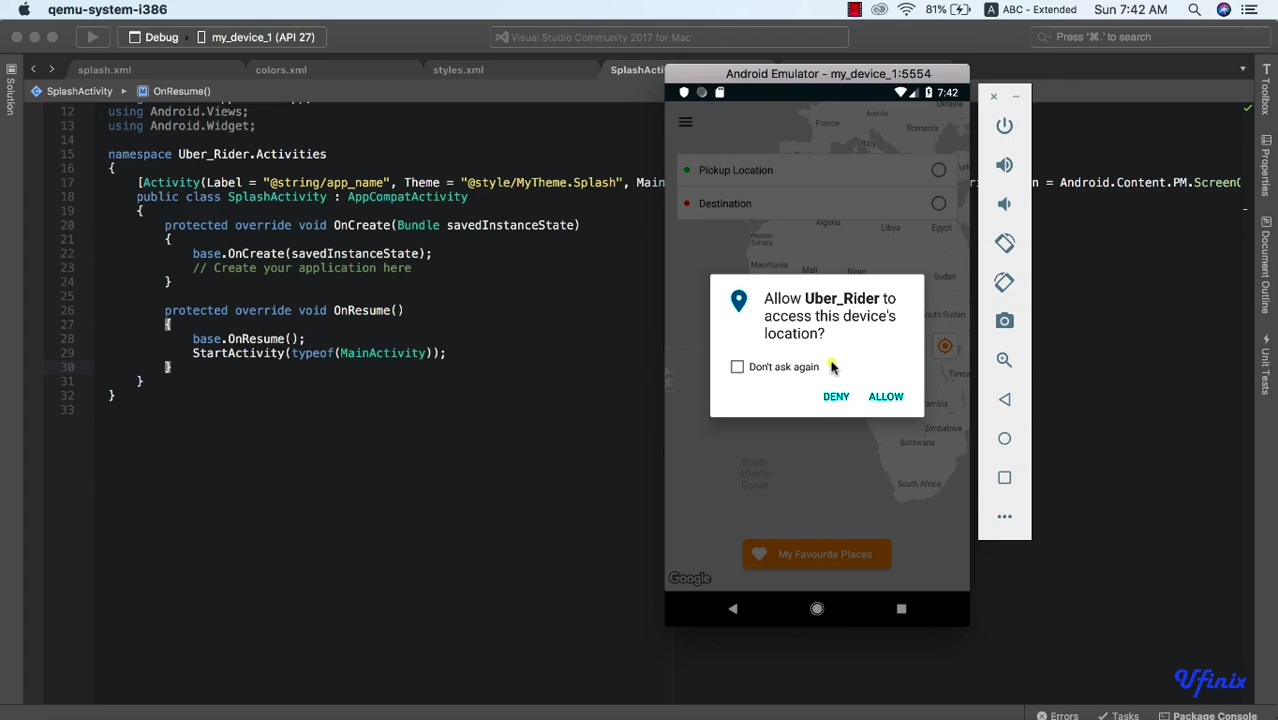 qemu-system-i386
81%
A ABC - Extended
Sun 7:42 AM
Debug
my_device_1 (API 27)
Visual Studio Community 2017 for Mac
Press '⌘.' to search
Solution
splash.xml
colors.xml
styles.xml
SplashActi
SplashActivity
OnResume()
12 using Android.Views;
13 using Android.Widget;
14
15 namespace Uber_Rider.Activities
16 {
17 [Activity(Label = "@string/app_name", Theme = "@style/MyTheme.Splash", Main
= Android.Content.PM.ScreenO
18 public class SplashActivity : AppCompatActivity
19 {
20 protected override void OnCreate(Bundle savedInstanceState)
21 {
22 base.OnCreate(savedInstanceState);
23 // Create your application here
24 }
25
26 protected override void OnResume()
27 {
28 base.OnResume();
29 StartActivity(typeof(MainActivity));
30 }
31 }
32 }
33
Android Emulator - my_device_1:5554
7:42
Ukraine
France
Austria
Romania
Italy
Pickup Location
Destination
Algeria
Libya
Egypt
Western
Sahara
Mauritania
Mali
Niger
Sudan
South Sudan
Allow Uber_Rider to
access this device's
location?
Don't ask again
DENY
ALLOW
Tanza
Zambia
Zimbabwe
Botswana
South
Atlantic
Ocean
South Africa
My Favourite Places
Google
Toolbox
Properties
Document Outline
Unit Tests
Ufinix
Errors
Tasks
Package Console